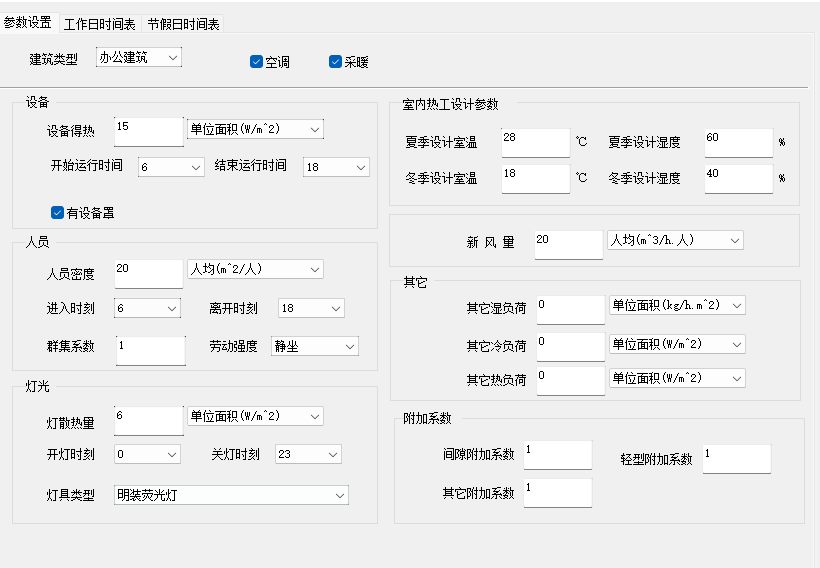 参数设置 工作日时间表 节假日时间表
建筑类型 办公建筑 空调 采暖
设备
设备得热 15 单位面积(W/m^2)
开始运行时间 6 结束运行时间 18
有设备罩
人员
人员密度 20 人均(m^2/人)
进入时刻 6 离开时刻 18
群集系数 1 劳动强度 静坐
灯光
灯散热量 6 单位面积(W/m^2)
开灯时刻 0 关灯时刻 23
灯具类型 明装荧光灯
室内热工设计参数
夏季设计室温 28 ℃ 夏季设计湿度 60 %
冬季设计室温 18 ℃ 冬季设计湿度 40 %
新 风 量 20 人均(m^3/h.人)
其它
其它湿负荷 0 单位面积(kg/h.m^2)
其它冷负荷 0 单位面积(W/m^2)
其它热负荷 0 单位面积(W/m^2)
附加系数
间隙附加系数 1 轻型附加系数 1
其它附加系数 1